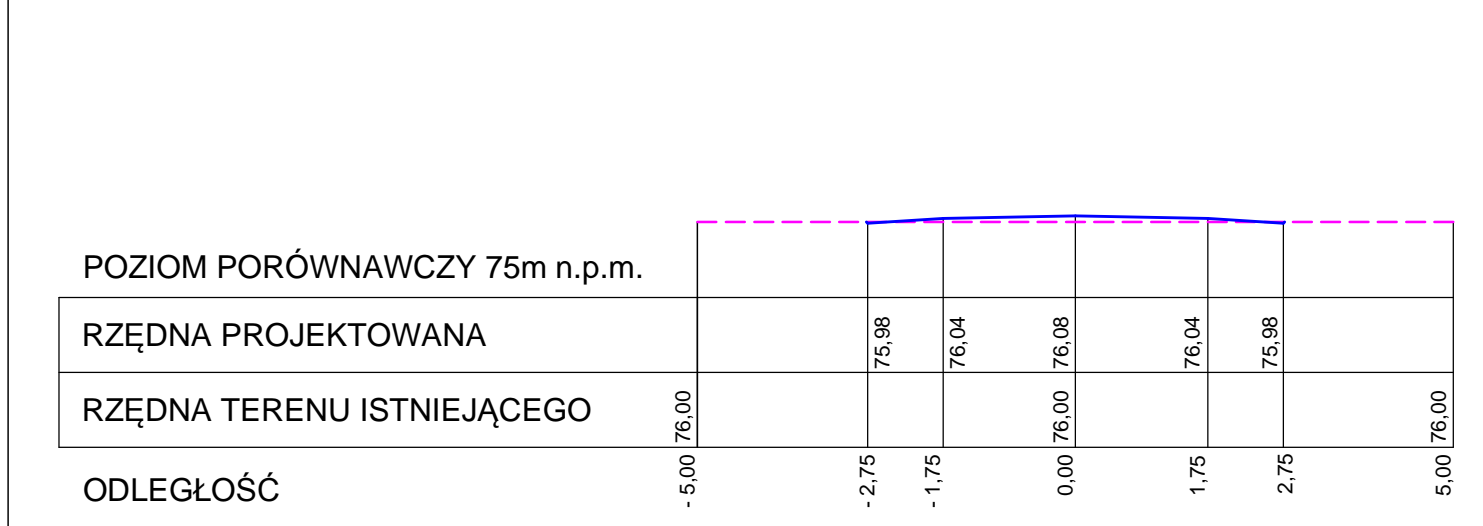 POZIOM PORÓWNAWCZY 75m n.p.m.
RZĘDNA PROJEKTOWANA
75,98 76,04 76,08 76,04 75,98
RZĘDNA TERENU ISTNIEJĄCEGO
76,00 76,00 76,00
ODLEGŁOŚĆ
- 5,00 - 2,75 - 1,75 0,00 1,75 2,75 5,00